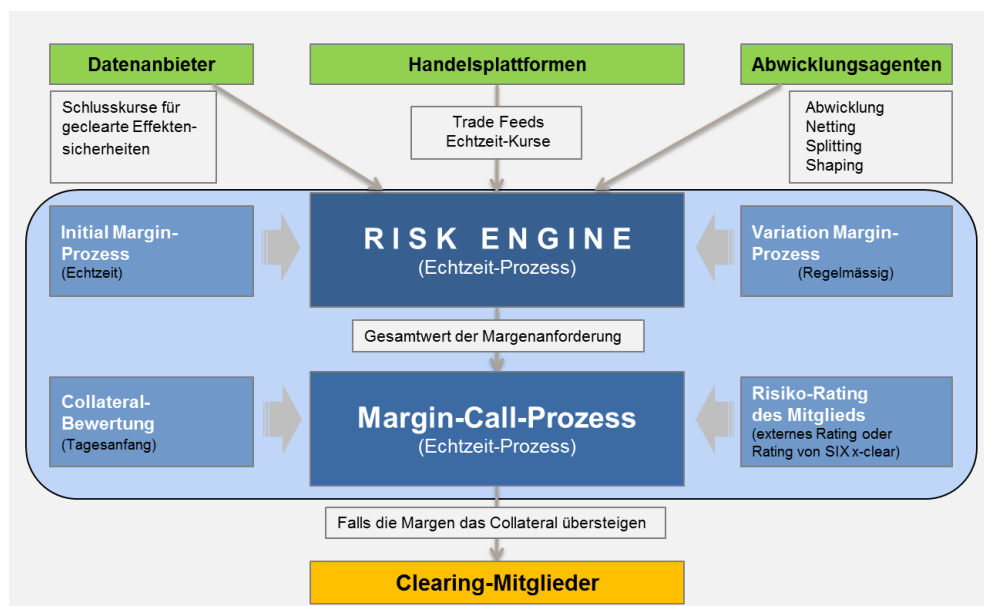 Datenanbieter
Handelsplattformen
Abwicklungsagenten
Schlusskurse für
geclearte Effekten-
sicherheiten
Trade Feeds
Echtzeit-Kurse
Abwicklung
Netting
Splitting
Shaping
Initial Margin-
Prozess
(Echtzeit)
RISK ENGINE
(Echtzeit-Prozess)
Variation Margin-
Prozess
(Regelmässig)
Gesamtwert der Margenanforderung
Collateral-
Bewertung
(Tagesanfang)
Margin-Call-Prozess
(Echtzeit-Prozess)
Risiko-Rating
des Mitglieds
(externes Rating oder
Rating von SIX x-clear)
Falls die Margen das Collateral übersteigen
Clearing-Mitglieder